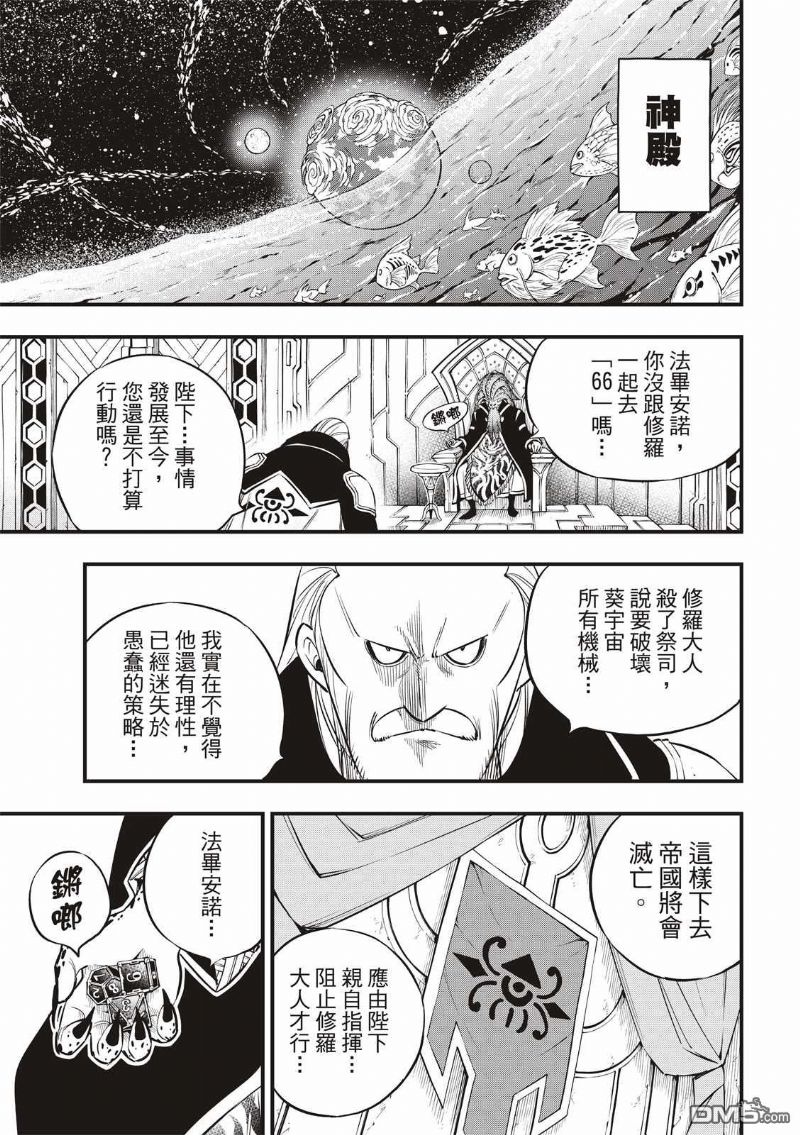 神殿
法畢安諾，
你沒跟修羅
一起去
「66」嗎…
鏘啷
陛下…事情
發展至今，
您還是不打算
行動嗎？
修羅大人
殺了祭司，
說要破壞
葵宇宙
所有機械…
我實在不覺得
他還有理性，
已經迷失於
愚蠢的策略…
這樣下去
帝國將會
滅亡。
應由陛下
親自指揮…
阻止修羅
大人才行…
法畢安諾…
鏘啷
DM5.com